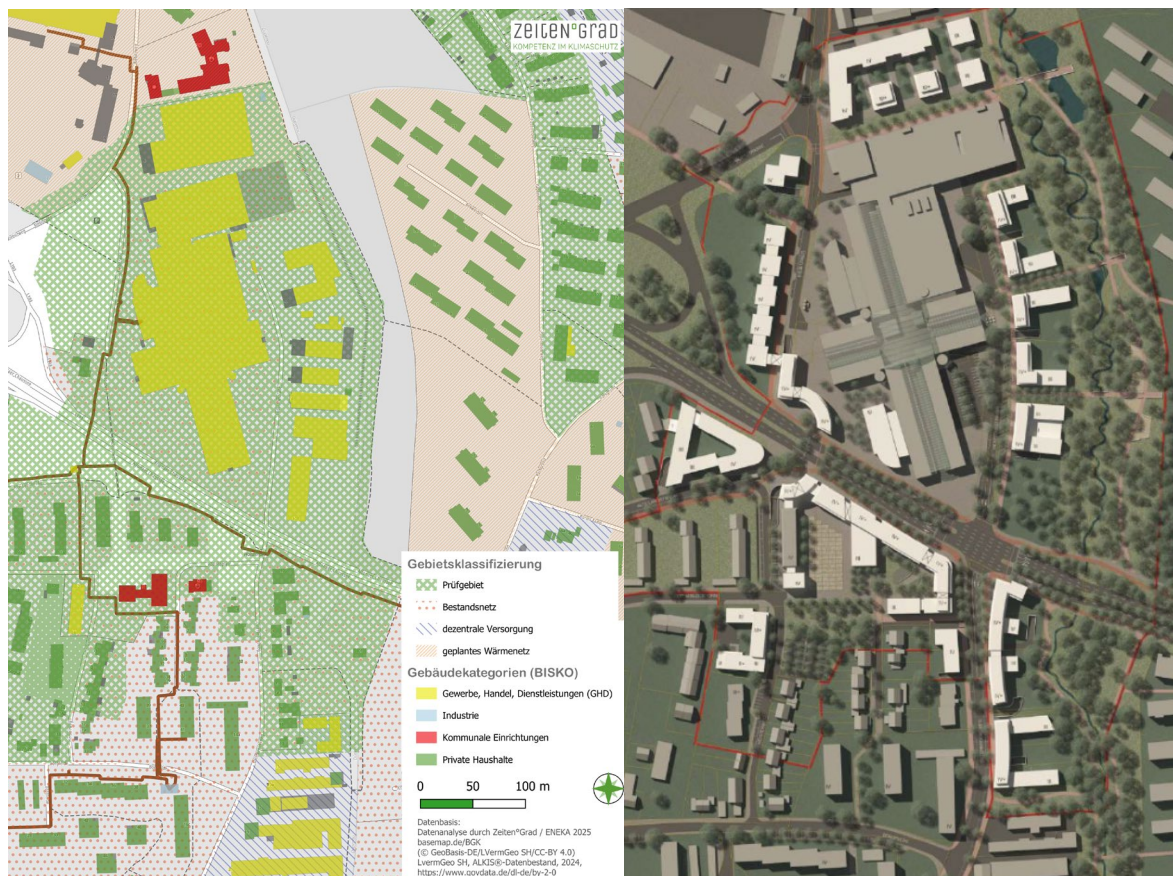 ZEITEN°GRAD
KOMPETENZ IM KLIMASCHUTZ
Gebietsklassifizierung
Prüfgebiet
Bestandsnetz
dezentrale Versorgung
geplantes Wärmenetz
Gebäudekategorien (BISKO)
Gewerbe, Handel, Dienstleistungen (GHD)
Industrie
Kommunale Einrichtungen
Private Haushalte
0 50 100 m
Datenbasis:
Datenanalyse durch Zeiten°Grad / ENEKA 2025
basemap.de/BGK
(© GeoBasis-DE/LVermGeo SH/CC-BY 4.0)
LvermGeo SH, ALKIS®-Datenbestand, 2024,
https://www.govdata.de/dl-de/by-2-0